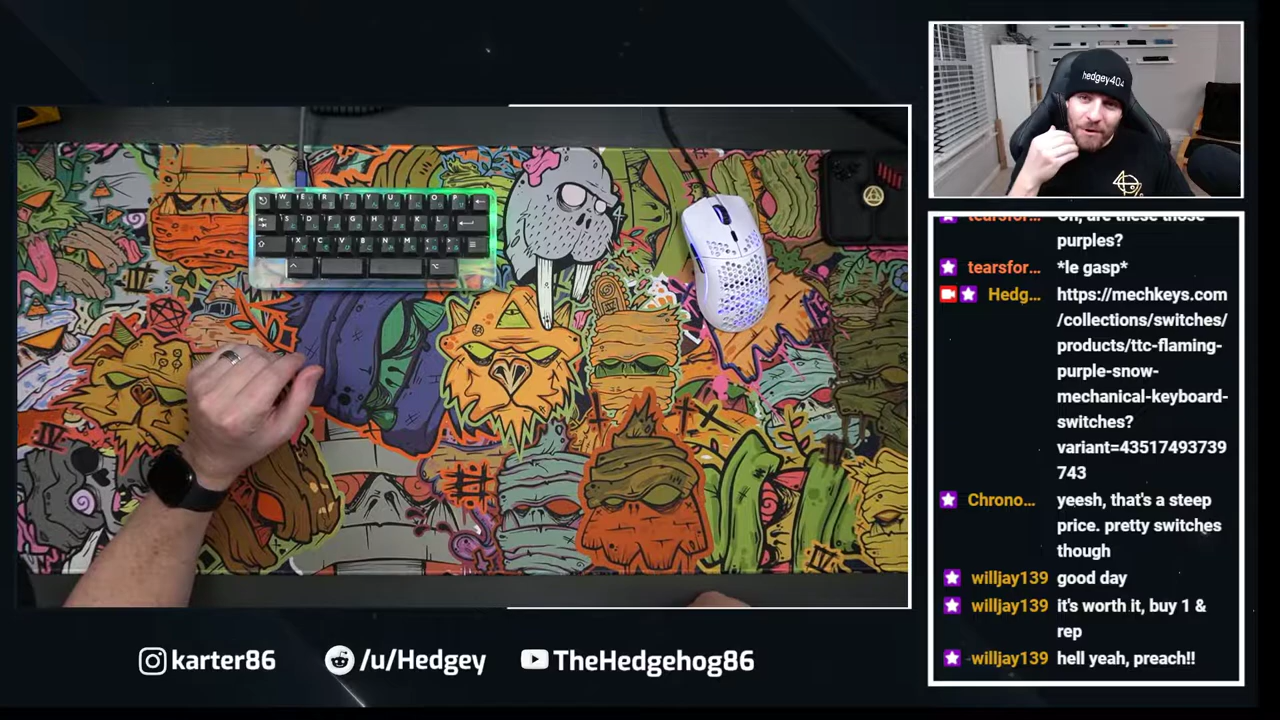 hedgey404
tearsfor... Oh, are these those
purples?
tearsfor... *le gasp*
Hedg... https://mechkeys.com
/collections/switches/
products/ttc-flaming-
purple-snow-
mechanical-keyboard-
switches?
variant=43517493739
743
Chrono... yeesh, that's a steep
price. pretty switches
though
willjay139 good day
willjay139 it's worth it, buy 1 &
rep
willjay139 hell yeah, preach!!
karter86
/u/Hedgey
TheHedgehog86